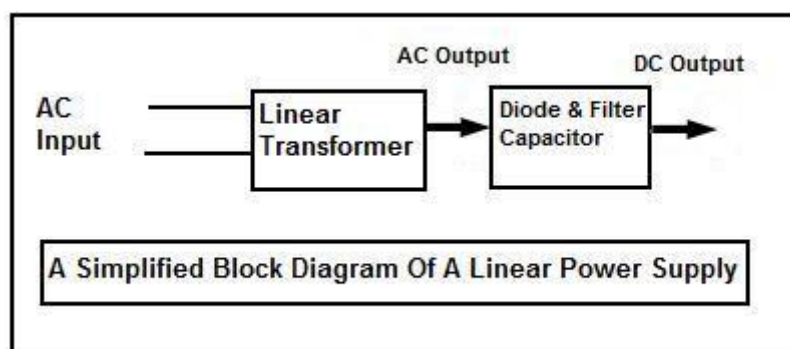 AC Output
DC Output
AC
Input
Linear
Transformer
Diode & Filter
Capacitor
A Simplified Block Diagram Of A Linear Power Supply